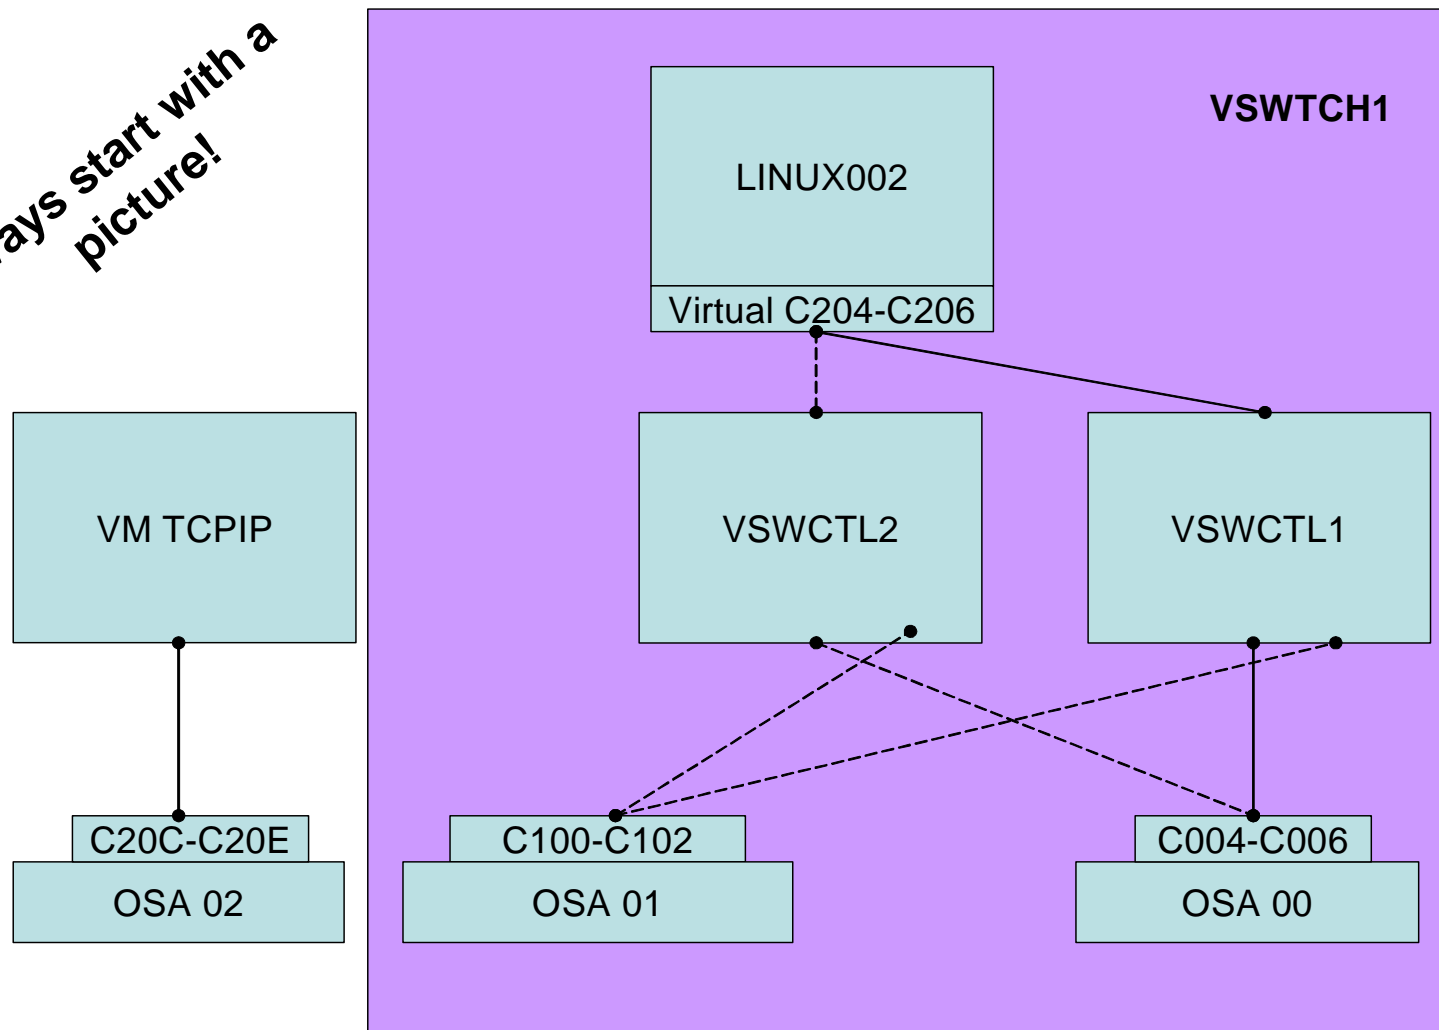 start with a
picture!
VSWTCH1
LINUX002
Virtual C204-C206
VM TCPIP
VSWCTL2
VSWCTL1
C20C-C20E
C100-C102
C004-C006
OSA 02
OSA 01
OSA 00